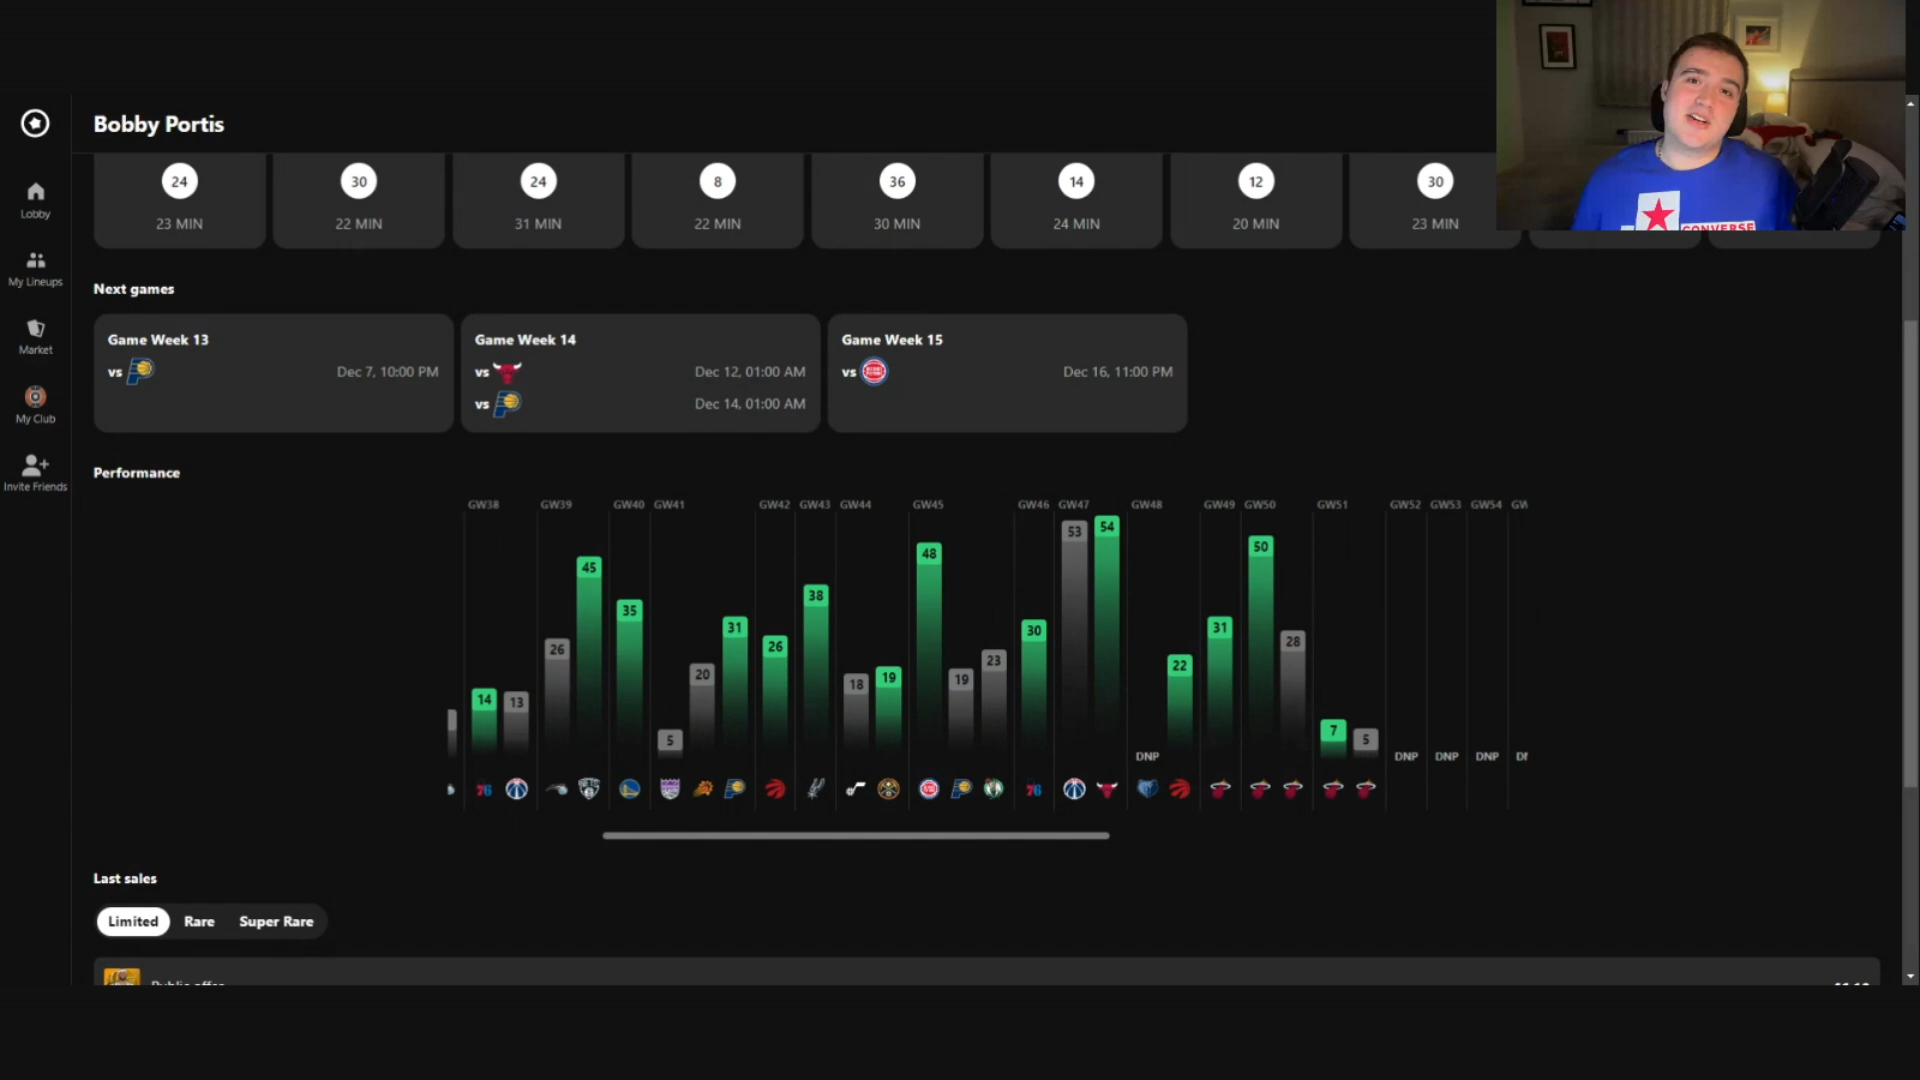 Bobby Portis
24 30 24 8 36 14 12 30
23 MIN 22 MIN 31 MIN 22 MIN 30 MIN 24 MIN 20 MIN 23 MIN
CONVERSE
Lobby
My Lineups
Market
My Club
Invite Friends
Next games
Game Week 13
vs Dec 7, 10:00 PM
Game Week 14
vs Dec 12, 01:00 AM
vs Dec 14, 01:00 AM
Game Week 15
vs Dec 16, 11:00 PM
Performance
GW38 GW39 GW40 GW41 GW42 GW43 GW44 GW45 GW46 GW47 GW48 GW49 GW50 GW51 GW52 GW53 GW54
14 13 26 45 35 5 20 31 26 38 18 19 48 19 23 30 53 54 DNP 22 31 50 28 7 5 DNP DNP DNP
Last sales
Limited Rare Super Rare
Public offer